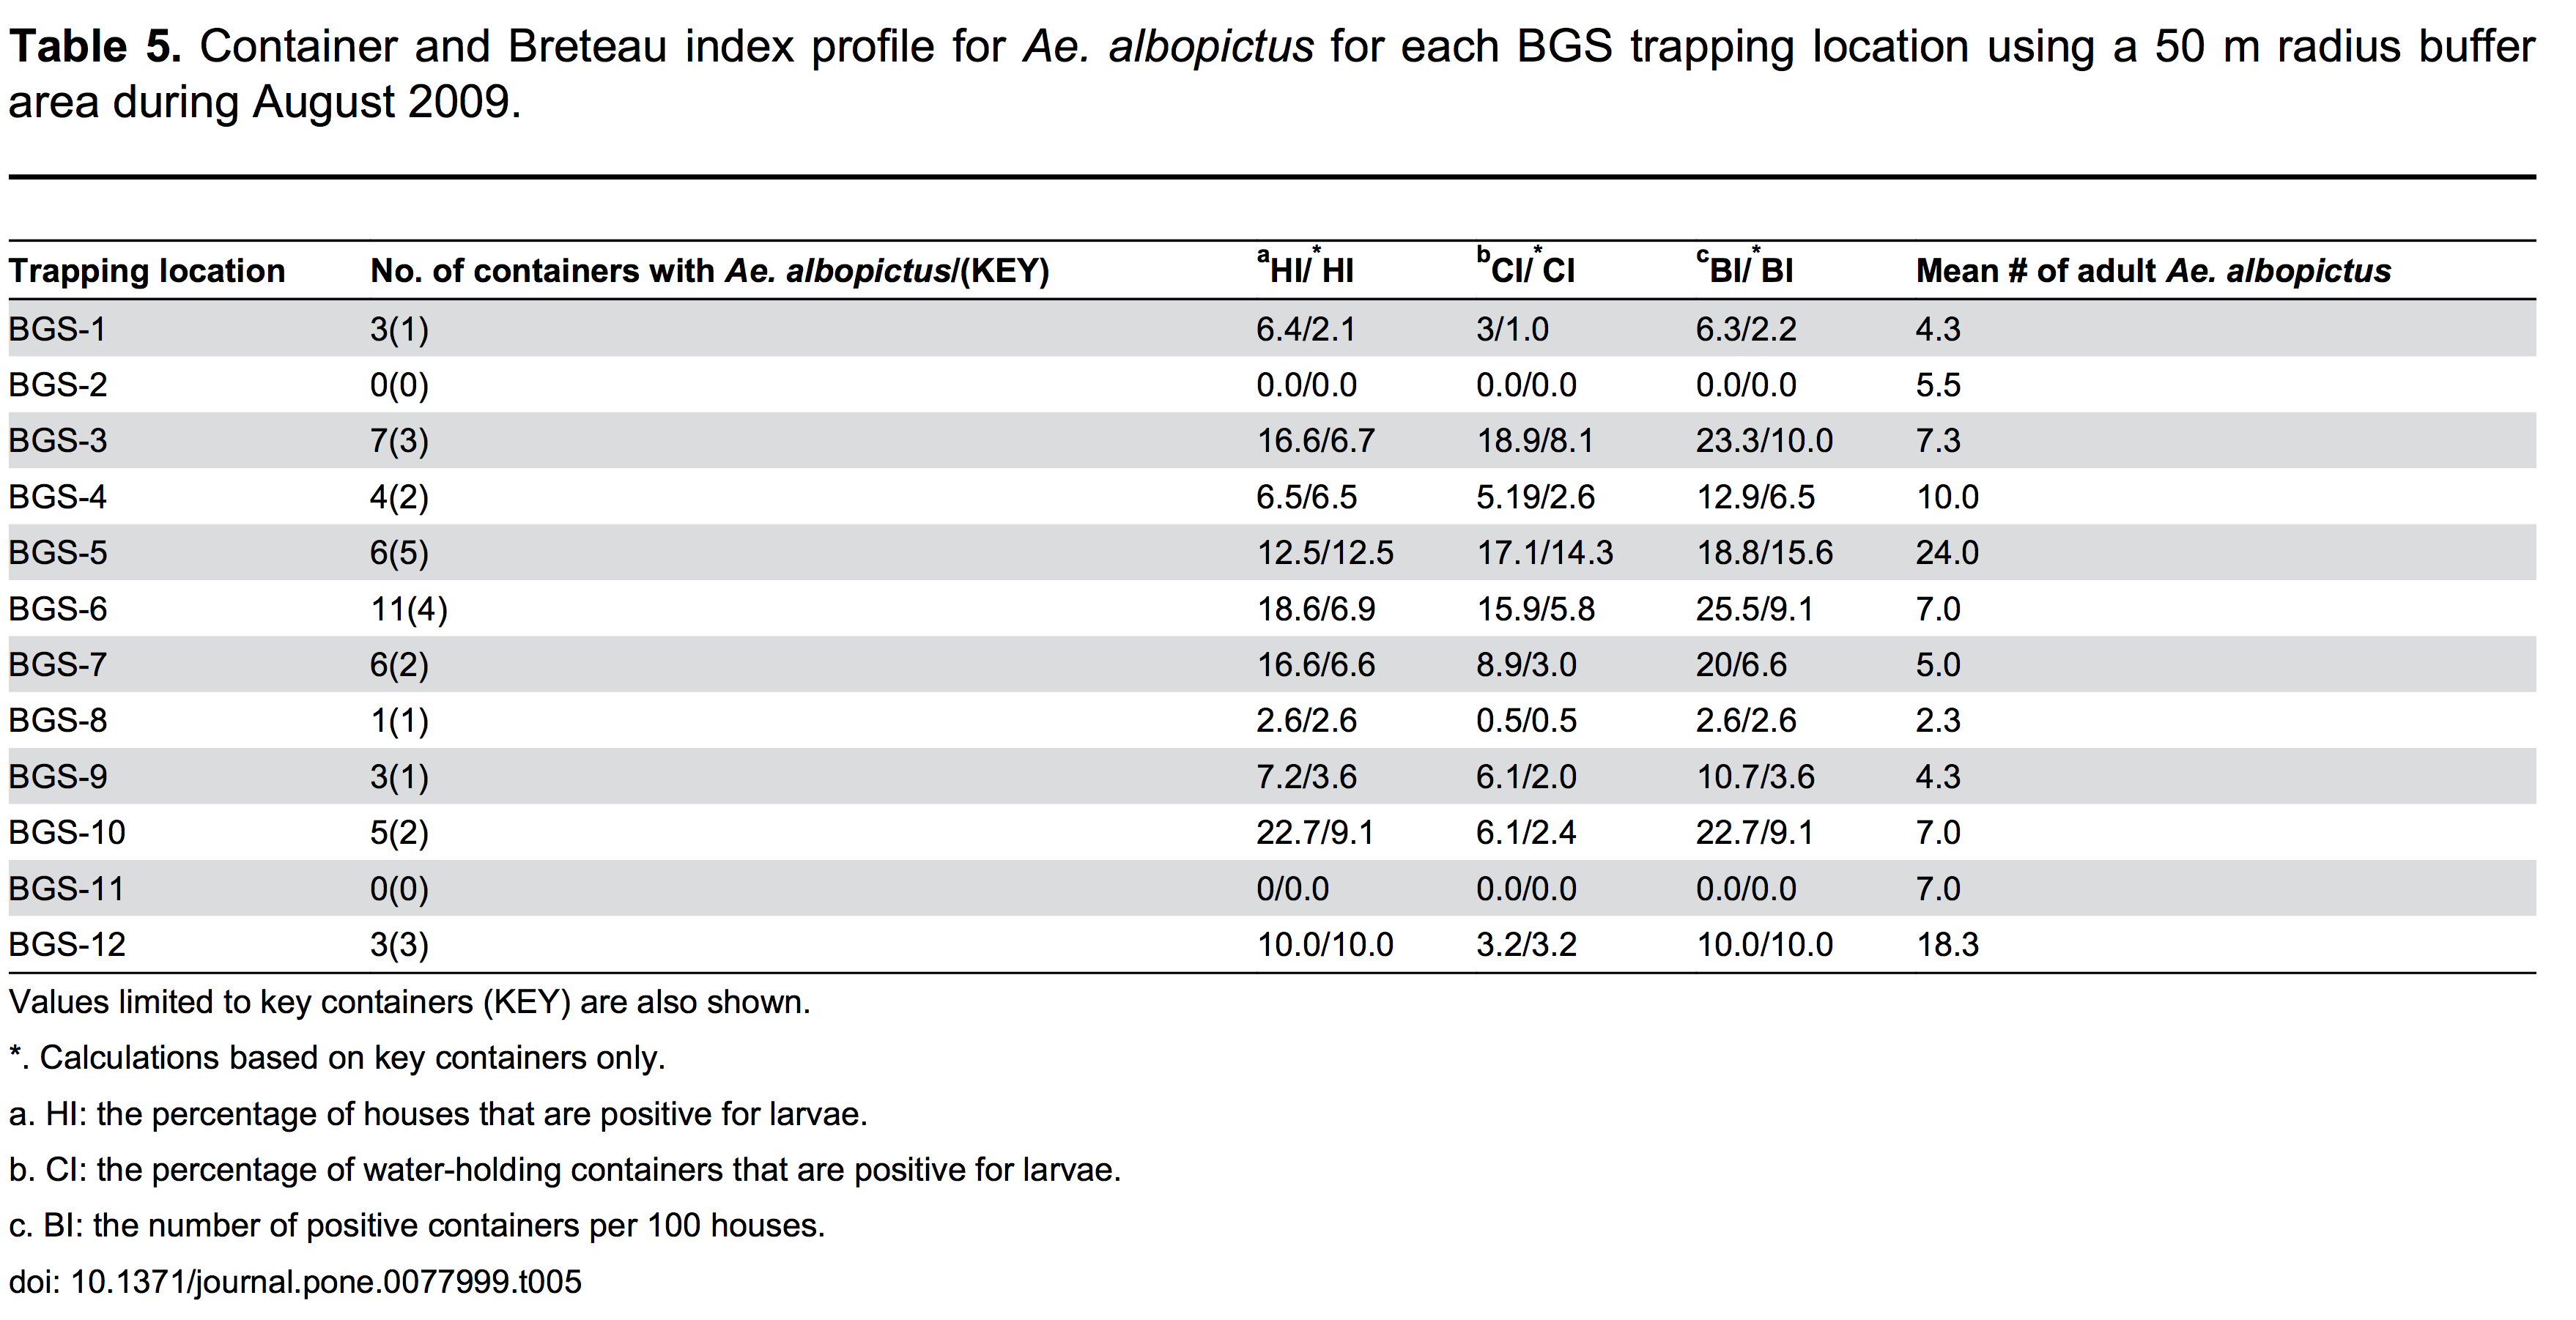 Table 5. Container and Breteau index profile for Ae. albopictus for each BGS trapping location using a 50 m radius buffer
area during August 2009.
Trapping location No. of containers with Ae. albopictus/(KEY) aHI/*HI bCI/*CI cBI/*BI Mean # of adult Ae. albopictus
BGS-1 3(1) 6.4/2.1 3/1.0 6.3/2.2 4.3
BGS-2 0(0) 0.0/0.0 0.0/0.0 0.0/0.0 5.5
BGS-3 7(3) 16.6/6.7 18.9/8.1 23.3/10.0 7.3
BGS-4 4(2) 6.5/6.5 5.19/2.6 12.9/6.5 10.0
BGS-5 6(5) 12.5/12.5 17.1/14.3 18.8/15.6 24.0
BGS-6 11(4) 18.6/6.9 15.9/5.8 25.5/9.1 7.0
BGS-7 6(2) 16.6/6.6 8.9/3.0 20/6.6 5.0
BGS-8 1(1) 2.6/2.6 0.5/0.5 2.6/2.6 2.3
BGS-9 3(1) 7.2/3.6 6.1/2.0 10.7/3.6 4.3
BGS-10 5(2) 22.7/9.1 6.1/2.4 22.7/9.1 7.0
BGS-11 0(0) 0/0.0 0.0/0.0 0.0/0.0 7.0
BGS-12 3(3) 10.0/10.0 3.2/3.2 10.0/10.0 18.3
Values limited to key containers (KEY) are also shown.
*. Calculations based on key containers only.
a. HI: the percentage of houses that are positive for larvae.
b. CI: the percentage of water-holding containers that are positive for larvae.
c. BI: the number of positive containers per 100 houses.
doi: 10.1371/journal.pone.0077999.t005